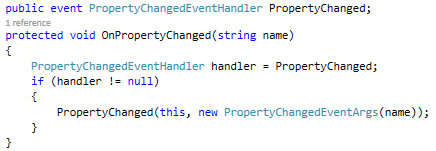 public event PropertyChangedEventHandler PropertyChanged;
1 reference
protected void OnPropertyChanged(string name)
{
    PropertyChangedEventHandler handler = PropertyChanged;
    if (handler != null)
    {
        PropertyChanged(this, new PropertyChangedEventArgs(name));
    }
}